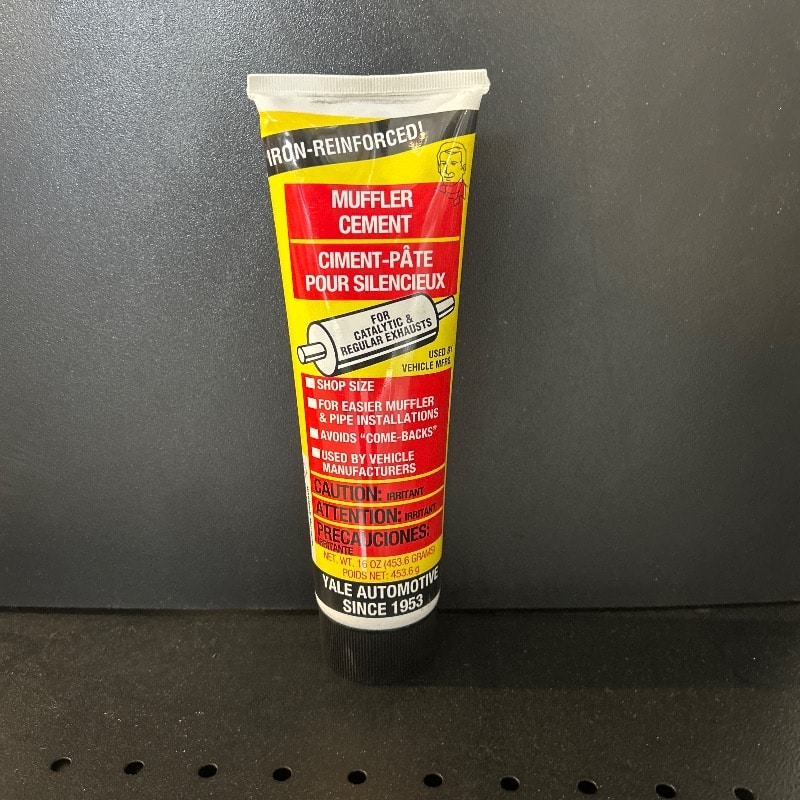 IRON-REINFORCED!
MUFFLER
CEMENT
CIMENT-PÂTE
POUR SILENCIEUX
FOR
CATALYTIC &
REGULAR EXHAUSTS
USED BY
VEHICLE MFRS.
SHOP SIZE
FOR EASIER MUFFLER
& PIPE INSTALLATIONS
AVOIDS "COME-BACKS"
USED BY VEHICLE
MANUFACTURERS
CAUTION: IRRITANT
ATTENTION: IRRITANT
PRECAUCIONES:
IRRITANTE
NET. WT. 16 OZ (453.6 GRAMS)
POIDS NET: 453.6 g
YALE AUTOMOTIVE
SINCE 1953